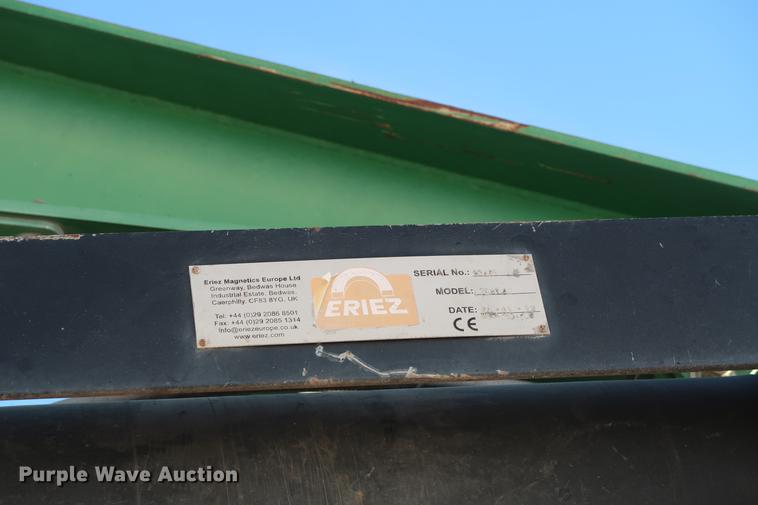 Eriez Magnetics Europe Ltd
Greenway, Bedwas House
Industrial Estate, Bedwas,
Caerphilly, CF83 8YG, UK
Tel: +44 (0)29 2086 8501
Fax: +44 (0)29 2085 1314
Info@eriezeurope.co.uk
www.eriez.com
ERIEZ
SERIAL No.:
MODEL:
DATE:
CE
Purple Wave Auction